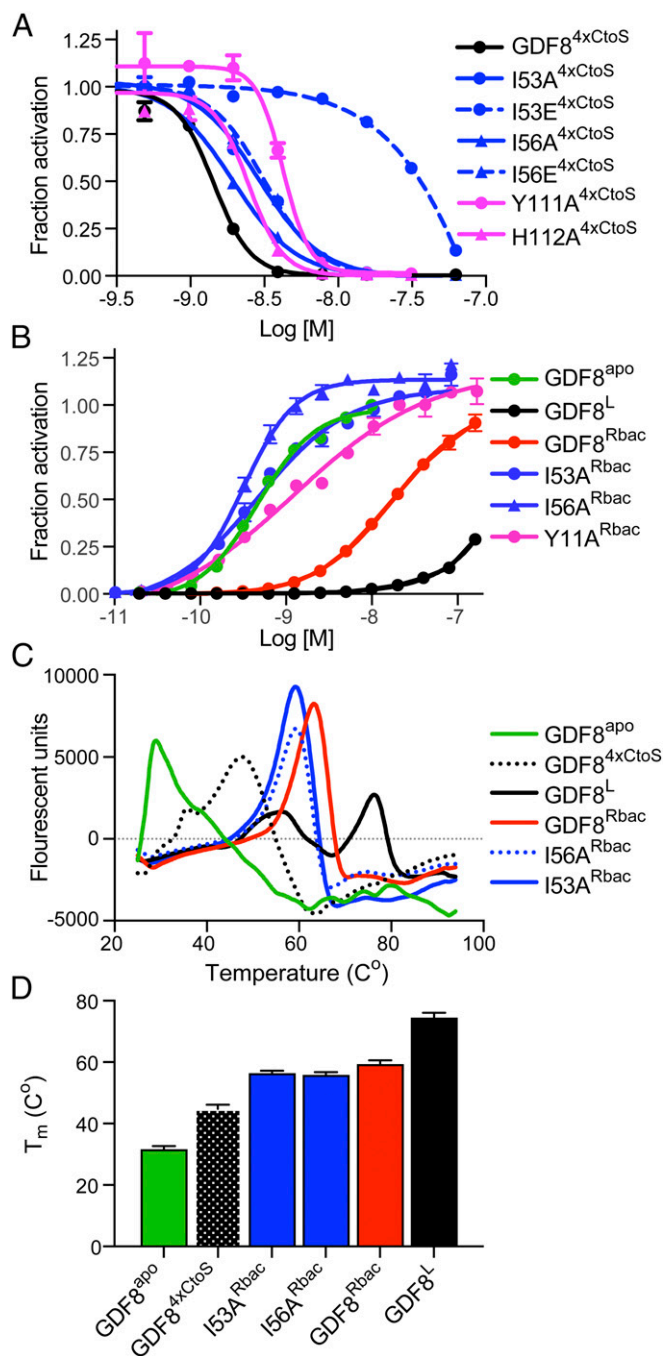 A
Fraction activation
1.25
1.00
0.75
0.50
0.25
0.00
-9.5 -9.0 -8.5 -8.0 -7.5 -7.0
Log [M]
GDF8^4xCtoS
I53A^4xCtoS
I53E^4xCtoS
I56A^4xCtoS
I56E^4xCtoS
Y111A^4xCtoS
H112A^4xCtoS
B
Fraction activation
1.25
1.00
0.75
0.50
0.25
0.00
-11 -10 -9 -8 -7
Log [M]
GDF8^apo
GDF8^L
GDF8^Rbac
I53A^Rbac
I56A^Rbac
Y11A^Rbac
C
Flourescent units
10000
5000
0
-5000
20 40 60 80 100
Temperature (C^o)
GDF8^apo
GDF8^4xCtoS
GDF8^L
GDF8^Rbac
I56A^Rbac
I53A^Rbac
D
T_m (C^o)
80
60
40
20
0
GDF8^apo
GDF8^4xCtoS
I53A^Rbac
I56A^Rbac
GDF8^Rbac
GDF8^L